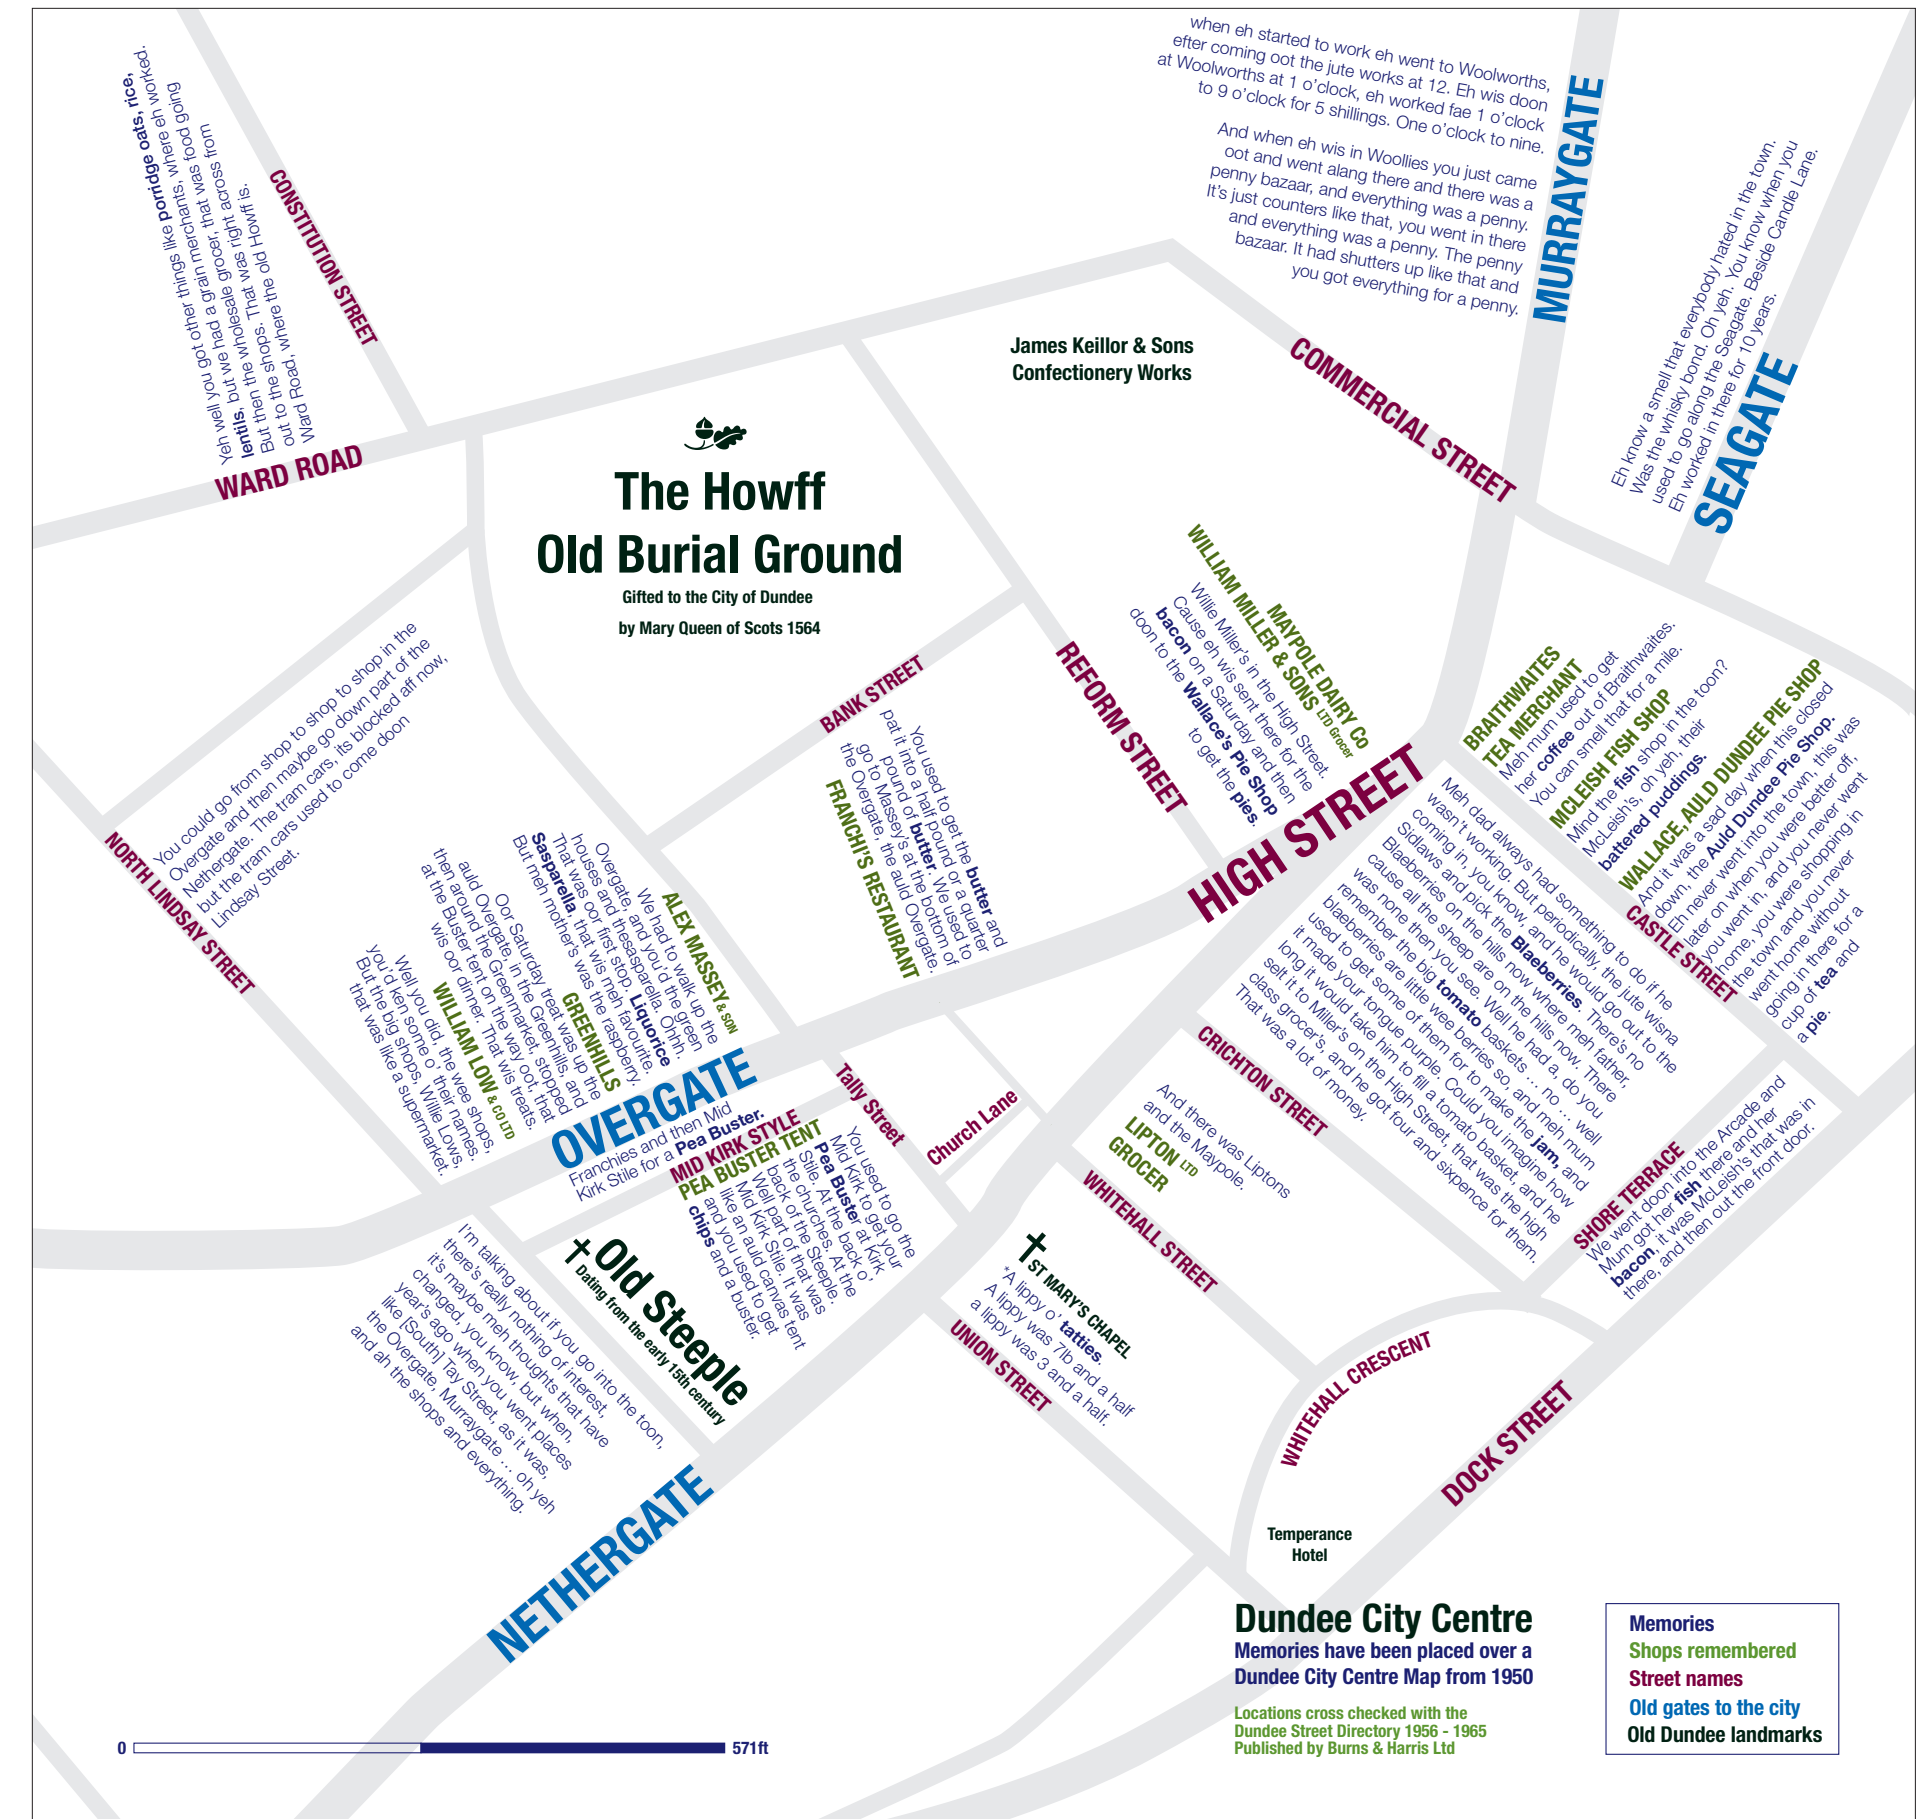 Yeh well you got other things like porridge oats, rice,
lentils, but we had a grain merchants, where eh worked.
But then the wholesale grocer, that was food going
out to the shops. That was right across from
Ward Road, where the old Howff is.
CONSTITUTION STREET
WARD ROAD
when eh started to work eh went to Woolworths,
efter coming oot the jute works at 12. Eh wis doon
at Woolworths at 1 o'clock, eh worked fae 1 o'clock
to 9 o'clock for 5 shillings. One o'clock to nine.
And when eh wis in Woollies you just came
oot and went alang there and there was a
penny bazaar, and everything was a penny.
It's just counters like that, you went in there
and everything was a penny. The penny
bazaar. It had shutters up like that and
you got everything for a penny.
MURRAYGATE
Eh know a smell that everybody hated in the town.
Was the whisky bond. Oh yeh. You know when you
used to go along the Seagate. Beside Candle Lane.
Eh worked in there for 10 years.
SEAGATE
James Keillor & Sons
Confectionery Works
COMMERCIAL STREET
The Howff
Old Burial Ground
Gifted to the City of Dundee
by Mary Queen of Scots 1564
You could go from shop to shop to shop in the
Overgate and then maybe go down part of the
Nethergate. The tram cars, its blocked aff now,
but the tram cars used to come doon
Lindsay Street.
NORTH LINDSAY STREET
BANK STREET
You used to get the butter and
pat it into a half pound or a quarter
pound of butter. We used to
go to Massey's at the bottom of
the Overgate, the auld Overgate.
FRANCHI'S RESTAURANT
REFORM STREET
MAYPOLE DAIRY CO
WILLIAM MILLER & SONS LTD Grocer
Willie Miller's in the High Street.
Cause eh wis sent there for the
bacon on a Saturday and then
doon to the Wallace's Pie Shop
to get the pies.
HIGH STREET
BRAITHWAITES
TEA MERCHANT
Meh mum used to get
her coffee out of Braithwaites.
You can smell that for a mile.
MCLEISH FISH SHOP
Mind the fish shop in the toon?
McLeish's, oh yeh, their
battered puddings.
WALLACE, AULD DUNDEE PIE SHOP
And it was a sad day when this closed
down, the Auld Dundee Pie Shop.
Eh never went into the town, this was
later on when you were better off,
you went in, and you never went
home, you were shopping in
the town and you never
went home without
going in there for a
cup of tea and
a pie.
CASTLE STREET
Meh dad always had something to do if he
wasn't working. But periodically, the jute wisna
coming in, you know, and he would go out to the
Sidlaws and pick the Blaeberries. There's no
Blaeberries on the hills now where meh father,
cause all the sheep are on the hills now. There
was none then you see. Well he had a, do you
remember the big tomato baskets ... no ... well
blaeberries are little wee berries so, and meh mum
used to get some of them for to make the jam, and
it made your tongue purple. Could you imagine how
long it would take him to fill a tomato basket, and he
selt it to Miller's on the High Street, that was the high
class grocer's, and he got four and sixpence for them.
That was a lot of money.
ALEX MASSEY & SON
We had to walk up the
Overgate, and you'd the green
houses and thesasparella. Ohhh.
That was oor first stop. Liquorice
Sasparella, that wis meh favourite.
But meh mother's was the raspberry.
GREENHILLS
Oor Saturday treat was up the
auld Overgate, in the Greenhills, and
then around the Greenmarket, stopped
at the Buster tent on the way oot, that
wis oor dinner. That wis treats.
WILLIAM LOW & CO LTD
Well you did, the wee shops,
you'd ken some o' their names.
But the big shops, Willie Lows,
that was like a supermarket.
OVERGATE
Franchies and then Mid
Kirk Stile for a Pea Buster.
MID KIRK STYLE
PEA BUSTER TENT
You used to go the
Mid Kirk to get your
Pea Buster at Kirk
Stile. At the back o'
the churches. At the
back of the Steeple.
Well part of that was
Mid Kirk Stile. It was
like an auld canvas tent
and you used to get
chips and a buster.
Tally Street
Church Lane
CRICHTON STREET
And there was Liptons
and the Maypole.
LIPTON LTD
GROCER
WHITEHALL STREET
SHORE TERRACE
We went doon into the Arcade and
Mum got her fish there and her
bacon, it was McLeish's that was in
there, and then out the front door.
Old Steeple
Dating from the early 15th century
I'm talking about if you go into the toon,
there's really nothing of interest,
it's maybe meh thoughts that have
changed, you know, but when,
year's ago when you went places
like [South] Tay Street, as it was,
the Overgate, Murraygate ... oh yeh
and ah the shops and everything.
ST MARY'S CHAPEL
*A lippy o' tatties.
A lippy was 7lb and a half
a lippy was 3 and a half.
UNION STREET
WHITEHALL CRESCENT
DOCK STREET
NETHERGATE
Temperance
Hotel
Dundee City Centre
Memories have been placed over a
Dundee City Centre Map from 1950
Locations cross checked with the
Dundee Street Directory 1956 - 1965
Published by Burns & Harris Ltd
Memories
Shops remembered
Street names
Old gates to the city
Old Dundee landmarks
0 571ft